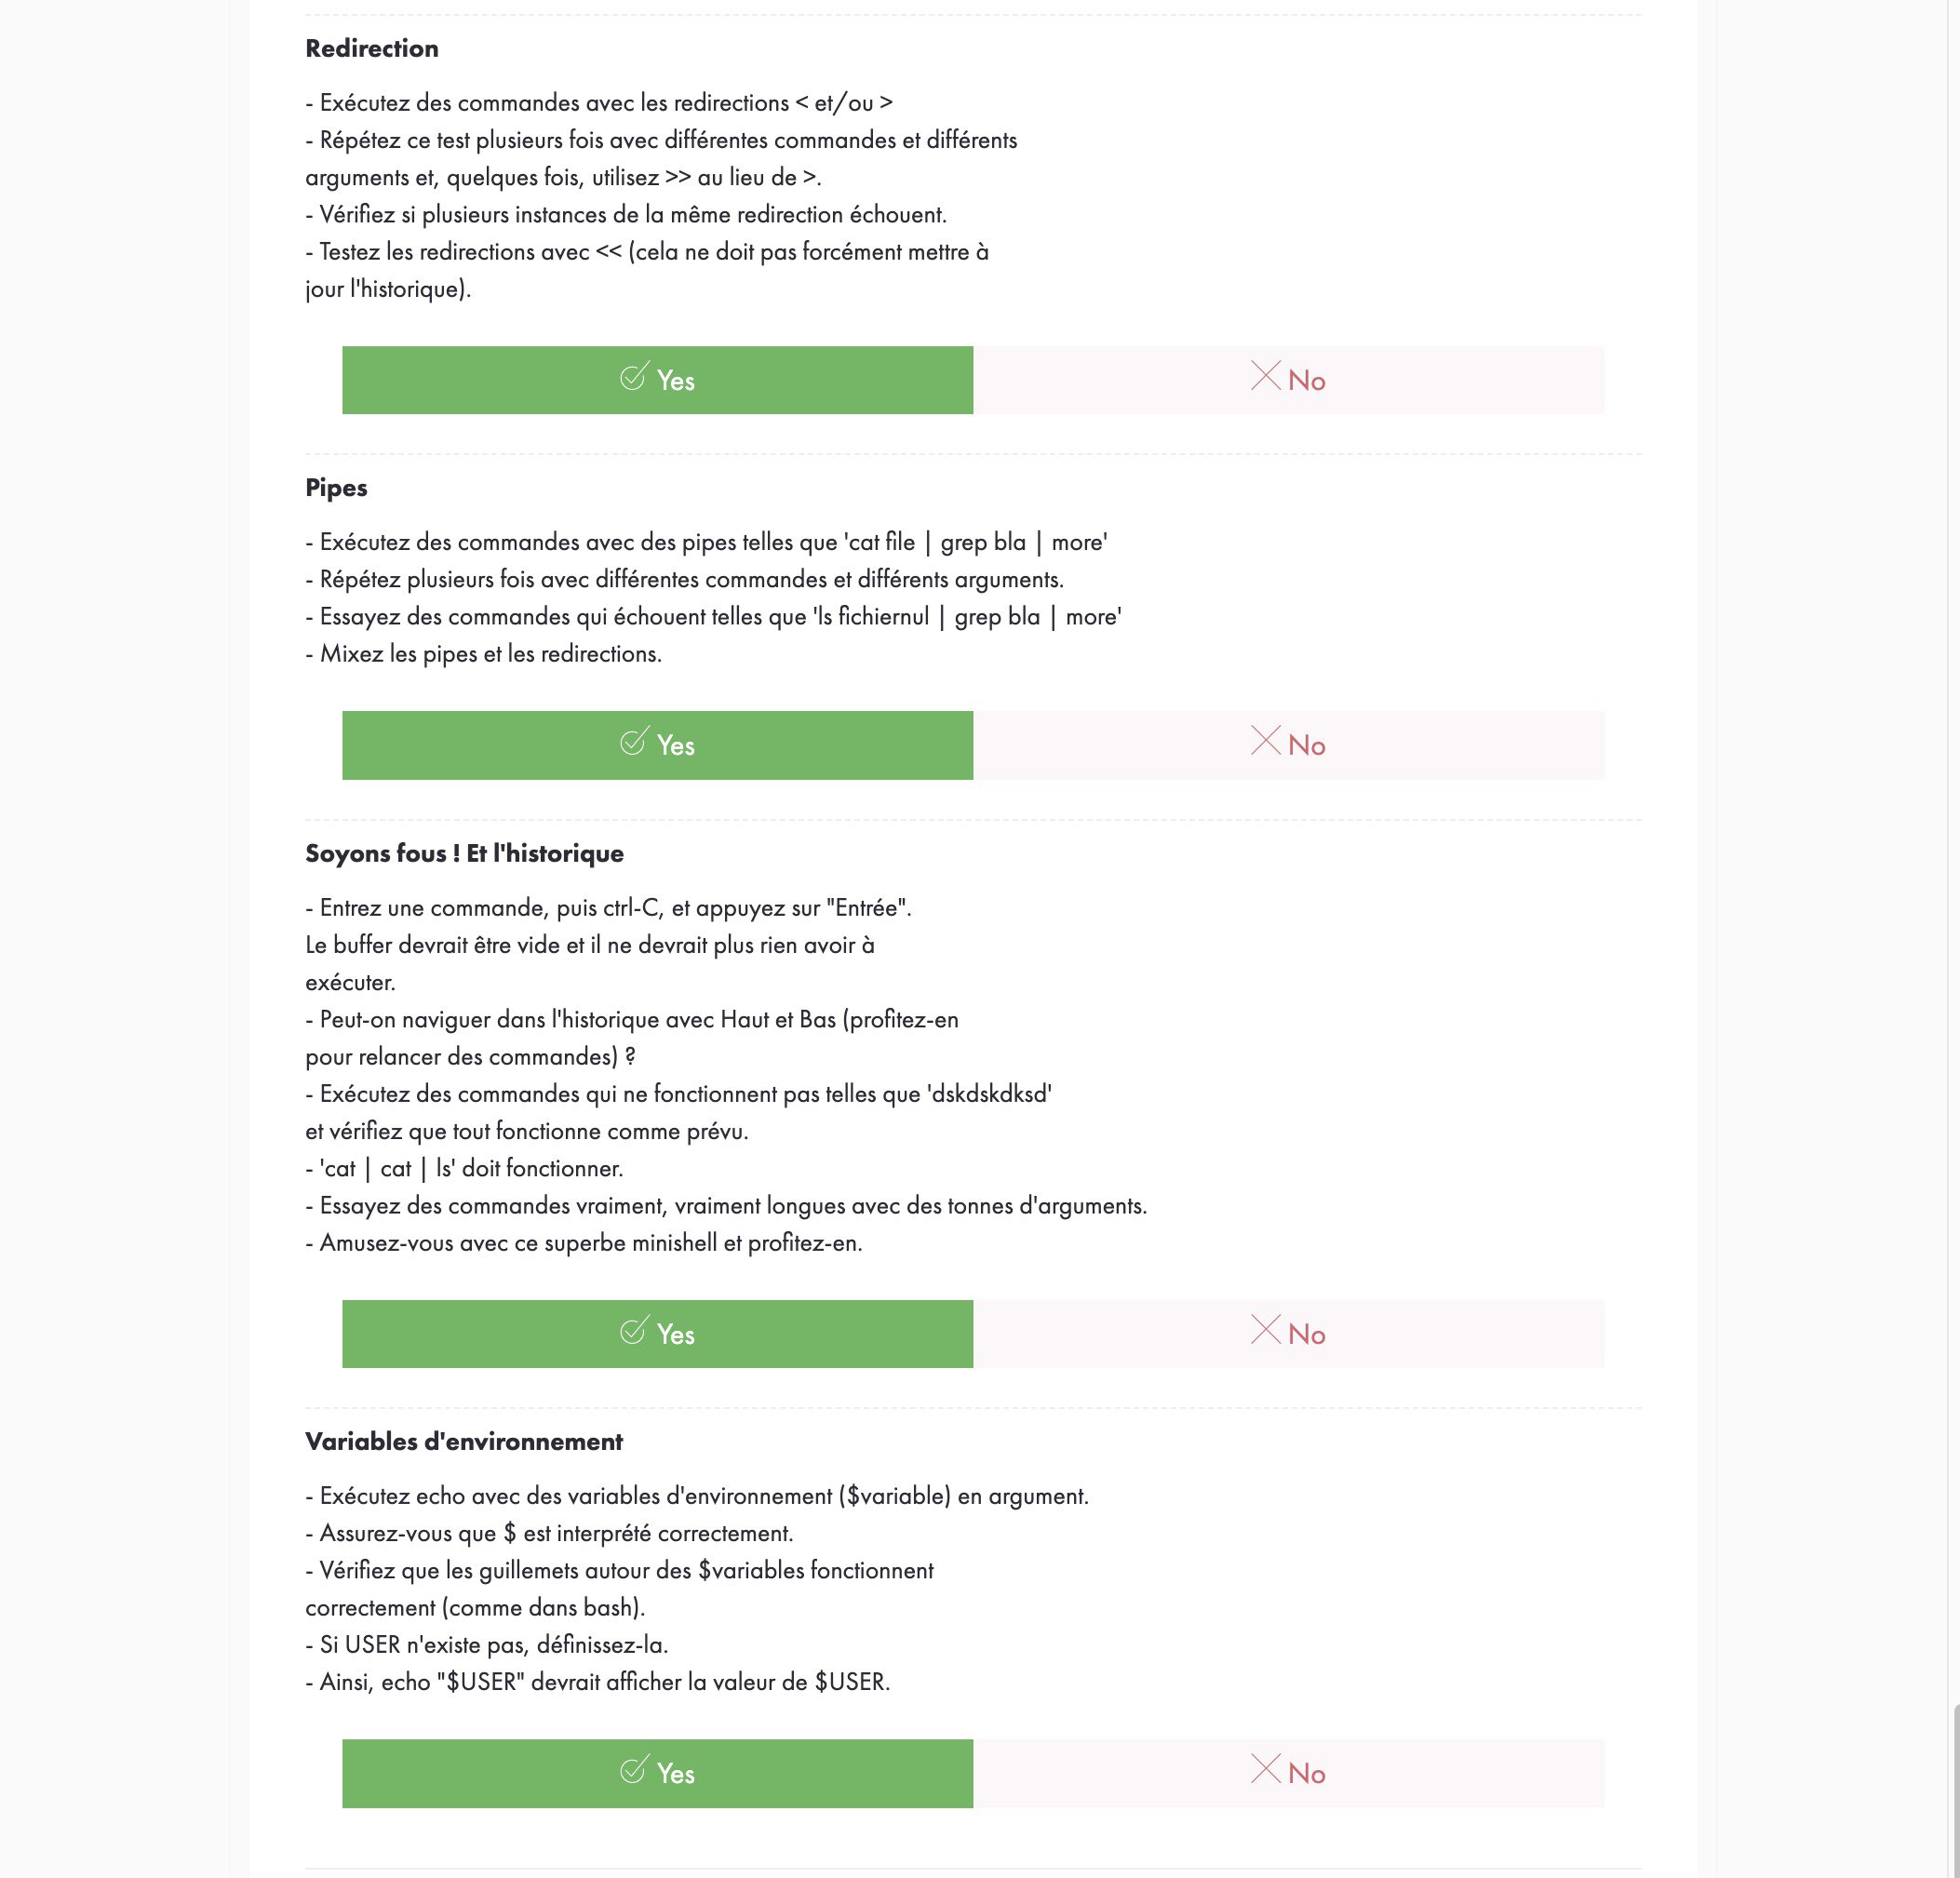 Redirection
- Exécutez des commandes avec les redirections < et/ou >
- Répétez ce test plusieurs fois avec différentes commandes et différents
arguments et, quelques fois, utilisez >> au lieu de >.
- Vérifiez si plusieurs instances de la même redirection échouent.
- Testez les redirections avec << (cela ne doit pas forcément mettre à
jour l'historique).
Yes No
Pipes
- Exécutez des commandes avec des pipes telles que 'cat file | grep bla | more'
- Répétez plusieurs fois avec différentes commandes et différents arguments.
- Essayez des commandes qui échouent telles que 'ls fichiernul | grep bla | more'
- Mixez les pipes et les redirections.
Yes No
Soyons fous ! Et l'historique
- Entrez une commande, puis ctrl-C, et appuyez sur "Entrée".
Le buffer devrait être vide et il ne devrait plus rien avoir à
exécuter.
- Peut-on naviguer dans l'historique avec Haut et Bas (profitez-en
pour relancer des commandes) ?
- Exécutez des commandes qui ne fonctionnent pas telles que 'dskdskdksd'
et vérifiez que tout fonctionne comme prévu.
- 'cat | cat | ls' doit fonctionner.
- Essayez des commandes vraiment, vraiment longues avec des tonnes d'arguments.
- Amusez-vous avec ce superbe minishell et profitez-en.
Yes No
Variables d'environnement
- Exécutez echo avec des variables d'environnement ($variable) en argument.
- Assurez-vous que $ est interprété correctement.
- Vérifiez que les guillemets autour des $variables fonctionnent
correctement (comme dans bash).
- Si USER n'existe pas, définissez-la.
- Ainsi, echo "$USER" devrait afficher la valeur de $USER.
Yes No